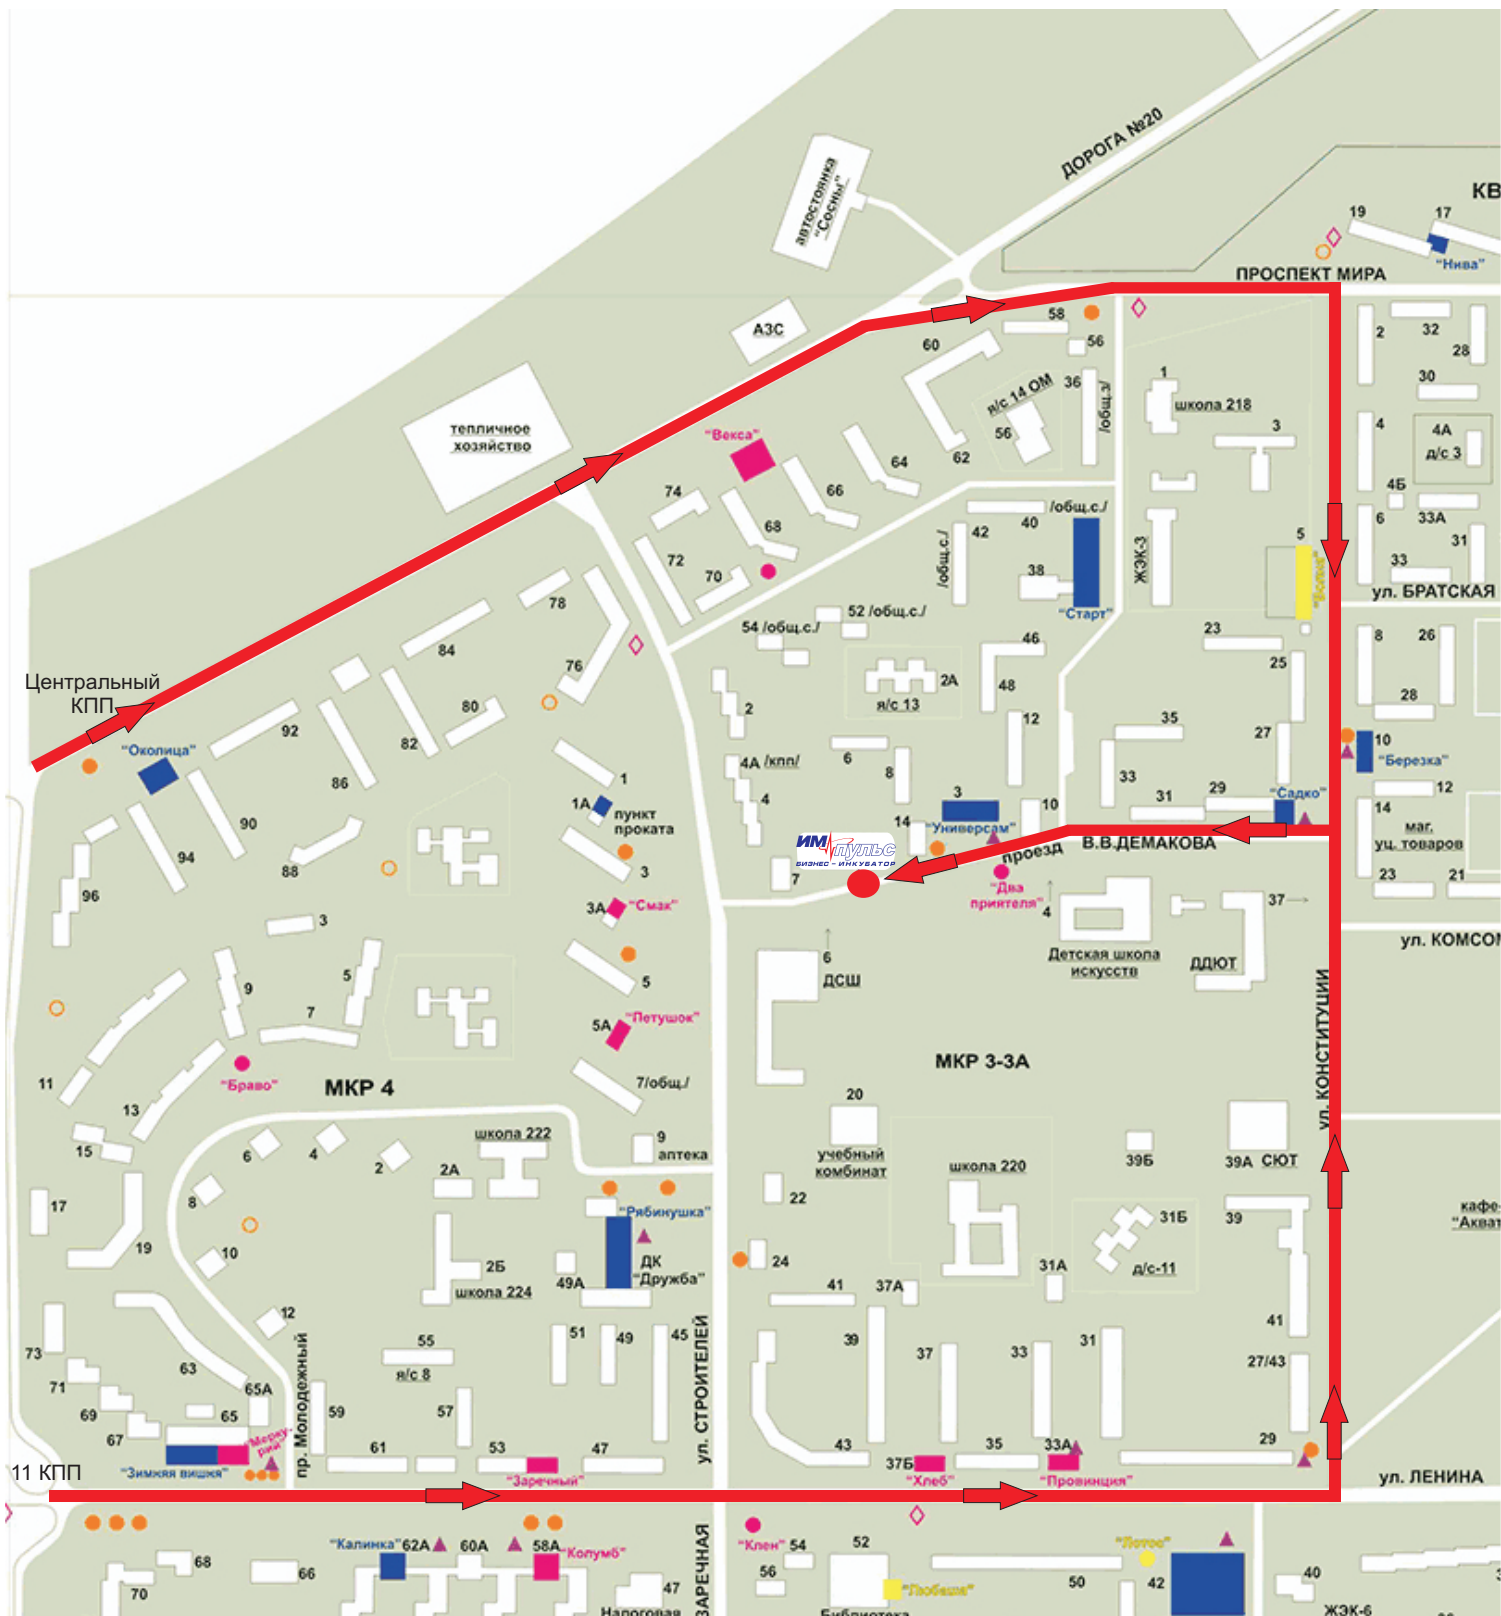 ДОРОГА №20
автостоянка
"Сосны"
КВ
19
17
"Нива"
ПРОСПЕКТ МИРА
АЗС
58
56
60
2
32
28
30
36
/общ.с./
я/с 14 ОМ
56
1
школа 218
3
4
4А
д/с 3
тепличное
хозяйство
"Векса"
62
64
66
74
68
72
70
4Б
6
33А
31
33
ул. БРАТСКАЯ
/общ.с./
40
42
/общ.с./
38
"Старт"
ЖЭК-3
5
78
84
76
52 /общ.с./
54 /общ.с./
46
48
2А
я/с 13
23
25
8
26
28
Центральный
КПП
92
82
80
86
2
12
35
27
33
6
8
4А /кпп/
4
"Околица"
1
1А
пункт
проката
3
90
94
88
96
3
"Универсам"
10
14
31
29
"Садко"
10
"Березка"
12
14
маг.
уц. товаров
23
21
ИМпульс
БИЗНЕС - ИНКУБАТОР
7
проезд
В.В.ДЕМАКОВА
"Два
приятеля"
4
37
3А
"Смак"
Детская школа
искусств
ДДЮТ
ул. КОМСОМ
3
5
9
7
5
6
ДСШ
5А
"Петушок"
11
13
"Браво"
МКР 4
7/общ./
МКР 3-3А
ул. КОНСТИТУЦИИ
15
6
4
2
школа 222
2А
9
аптека
20
учебный
комбинат
школа 220
39Б
39А
СЮТ
17
8
10
19
12
22
24
"Рябинушка"
ДК
"Дружба"
49А
2Б
школа 224
31Б
д/с-11
31А
39
кафе-
"Акват
41
37А
39
37
33
31
41
27/43
73
71
69
67
63
65А
65
"Мерку-
рий"
"Зимняя вишня"
пр. Молодежный
55
я/с 8
51
49
45
59
57
61
53
47
"Заречный"
ул. СТРОИТЕЛЕЙ
43
37Б
"Хлеб"
35
33А
"Провинция"
29
11 КПП
ул. ЛЕНИНА
"Калинка"
62А
60А
58А
"Колумб"
68
70
66
47
Налоговая
ЗАРЕЧНАЯ
"Клен"
54
56
52
"Любаша"
Библиотека
"Лотос"
50
42
40
ЖЭК-6